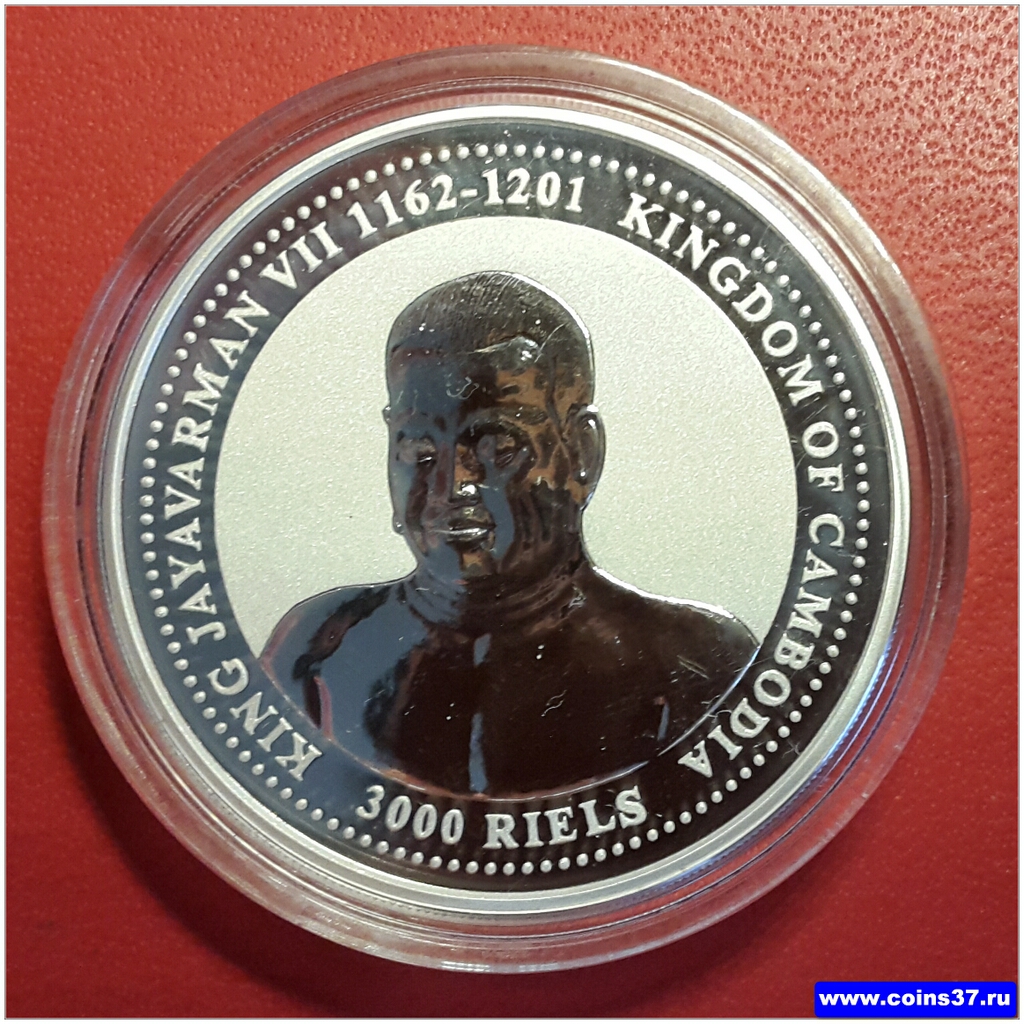 KING JAYAVARMAN VII 1162-1201
KINGDOM OF CAMBODIA
3000 RIELS
www.coins37.ru